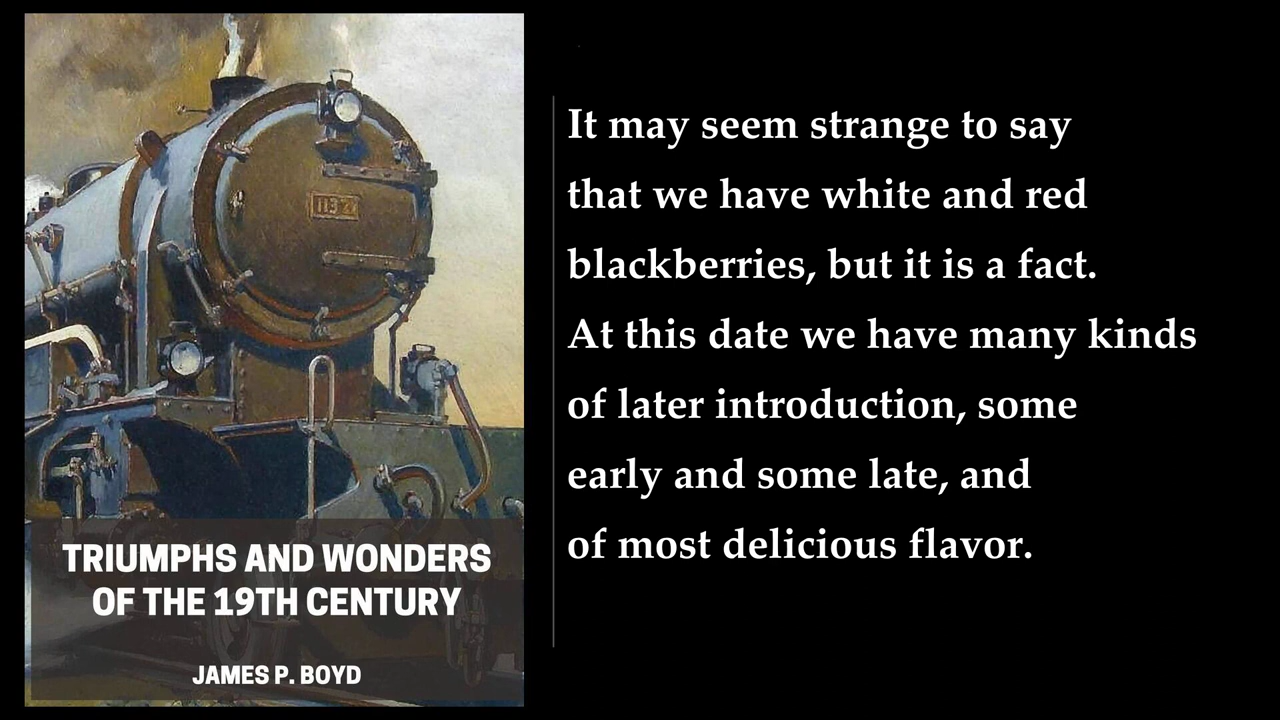 TRIUMPHS AND WONDERS
OF THE 19TH CENTURY
JAMES P. BOYD
It may seem strange to say
that we have white and red
blackberries, but it is a fact.
At this date we have many kinds
of later introduction, some
early and some late, and
of most delicious flavor.